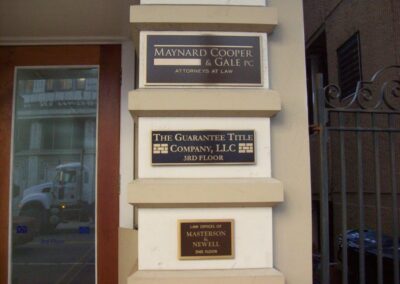 MAYNARD COOPER
& GALE PC
ATTORNEYS AT LAW
THE GUARANTEE TITLE
COMPANY, LLC
3RD FLOOR
LAW OFFICES OF
MASTERSON
&
NEWELL
2ND FLOOR